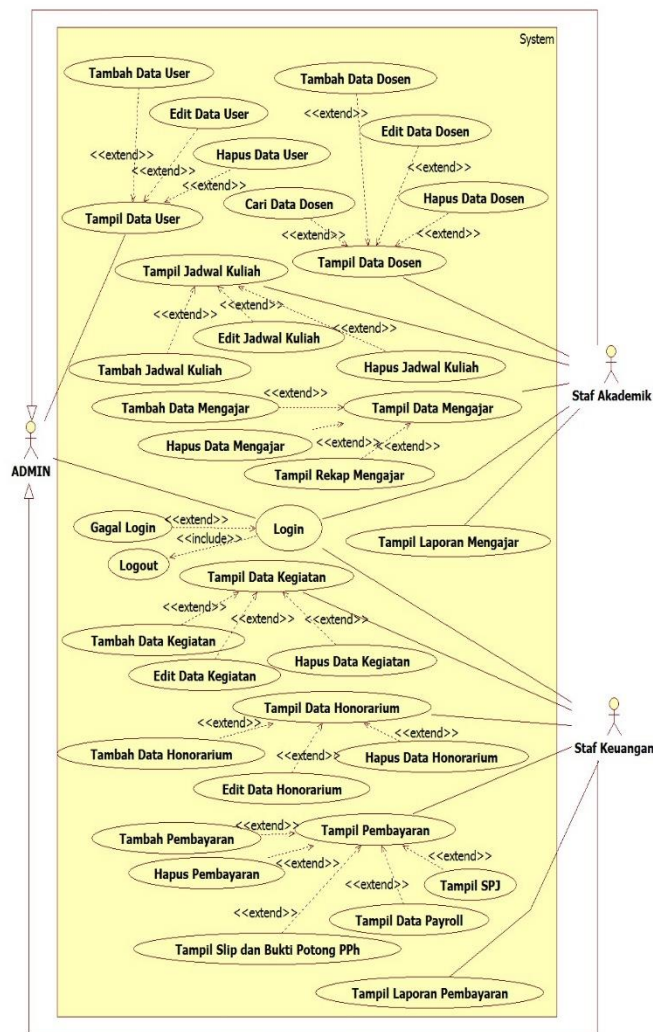 System
Tambah Data User
Tambah Data Dosen
Edit Data User
<<extend>>
Edit Data Dosen
<<extend>>
Hapus Data User
<<extend>>
<<extend>>
<<extend>>
Cari Data Dosen
Hapus Data Dosen
Tampil Data User
<<extend>>
<<extend>>
Tampil Data Dosen
Tampil Jadwal Kuliah
<<extend>>
<<extend>>
Edit Jadwal Kuliah
<<extend>>
Tambah Jadwal Kuliah
Hapus Jadwal Kuliah
Staf Akademik
<<extend>>
Tambah Data Mengajar
Tampil Data Mengajar
Hapus Data Mengajar
<<extend>>
<<extend>>
Tampil Rekap Mengajar
ADMIN
Gagal Login
<<extend>>
Login
<<include>>
Tampil Laporan Mengajar
Logout
Tampil Data Kegiatan
<<extend>>
<<extend>>
<<extend>>
Tambah Data Kegiatan
Hapus Data Kegiatan
Edit Data Kegiatan
Tampil Data Honorarium
<<extend>>
<<extend>>
Staf Keuangan
Tambah Data Honorarium
<<extend>>
Hapus Data Honorarium
Edit Data Honorarium
<<extend>>
Tambah Pembayaran
Tampil Pembayaran
Hapus Pembayaran
<<extend>>
<<extend>>
Tampil SPJ
<<extend>>
<<extend>>
Tampil Data Payroll
Tampil Slip dan Bukti Potong PPh
Tampil Laporan Pembayaran